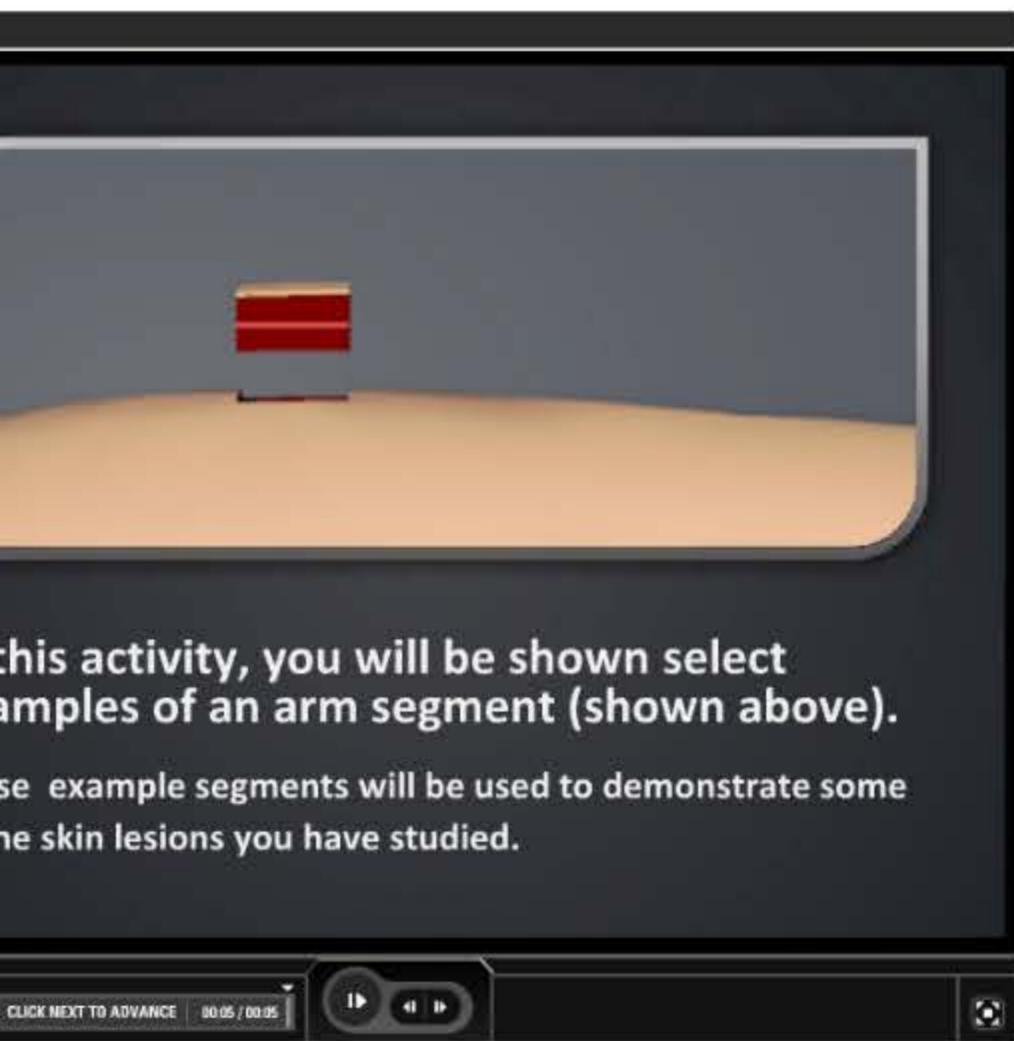 this activity, you will be shown select
amples of an arm segment (shown above).
se example segments will be used to demonstrate some
he skin lesions you have studied.
CLICK NEXT TO ADVANCE 00:05 / 00:05